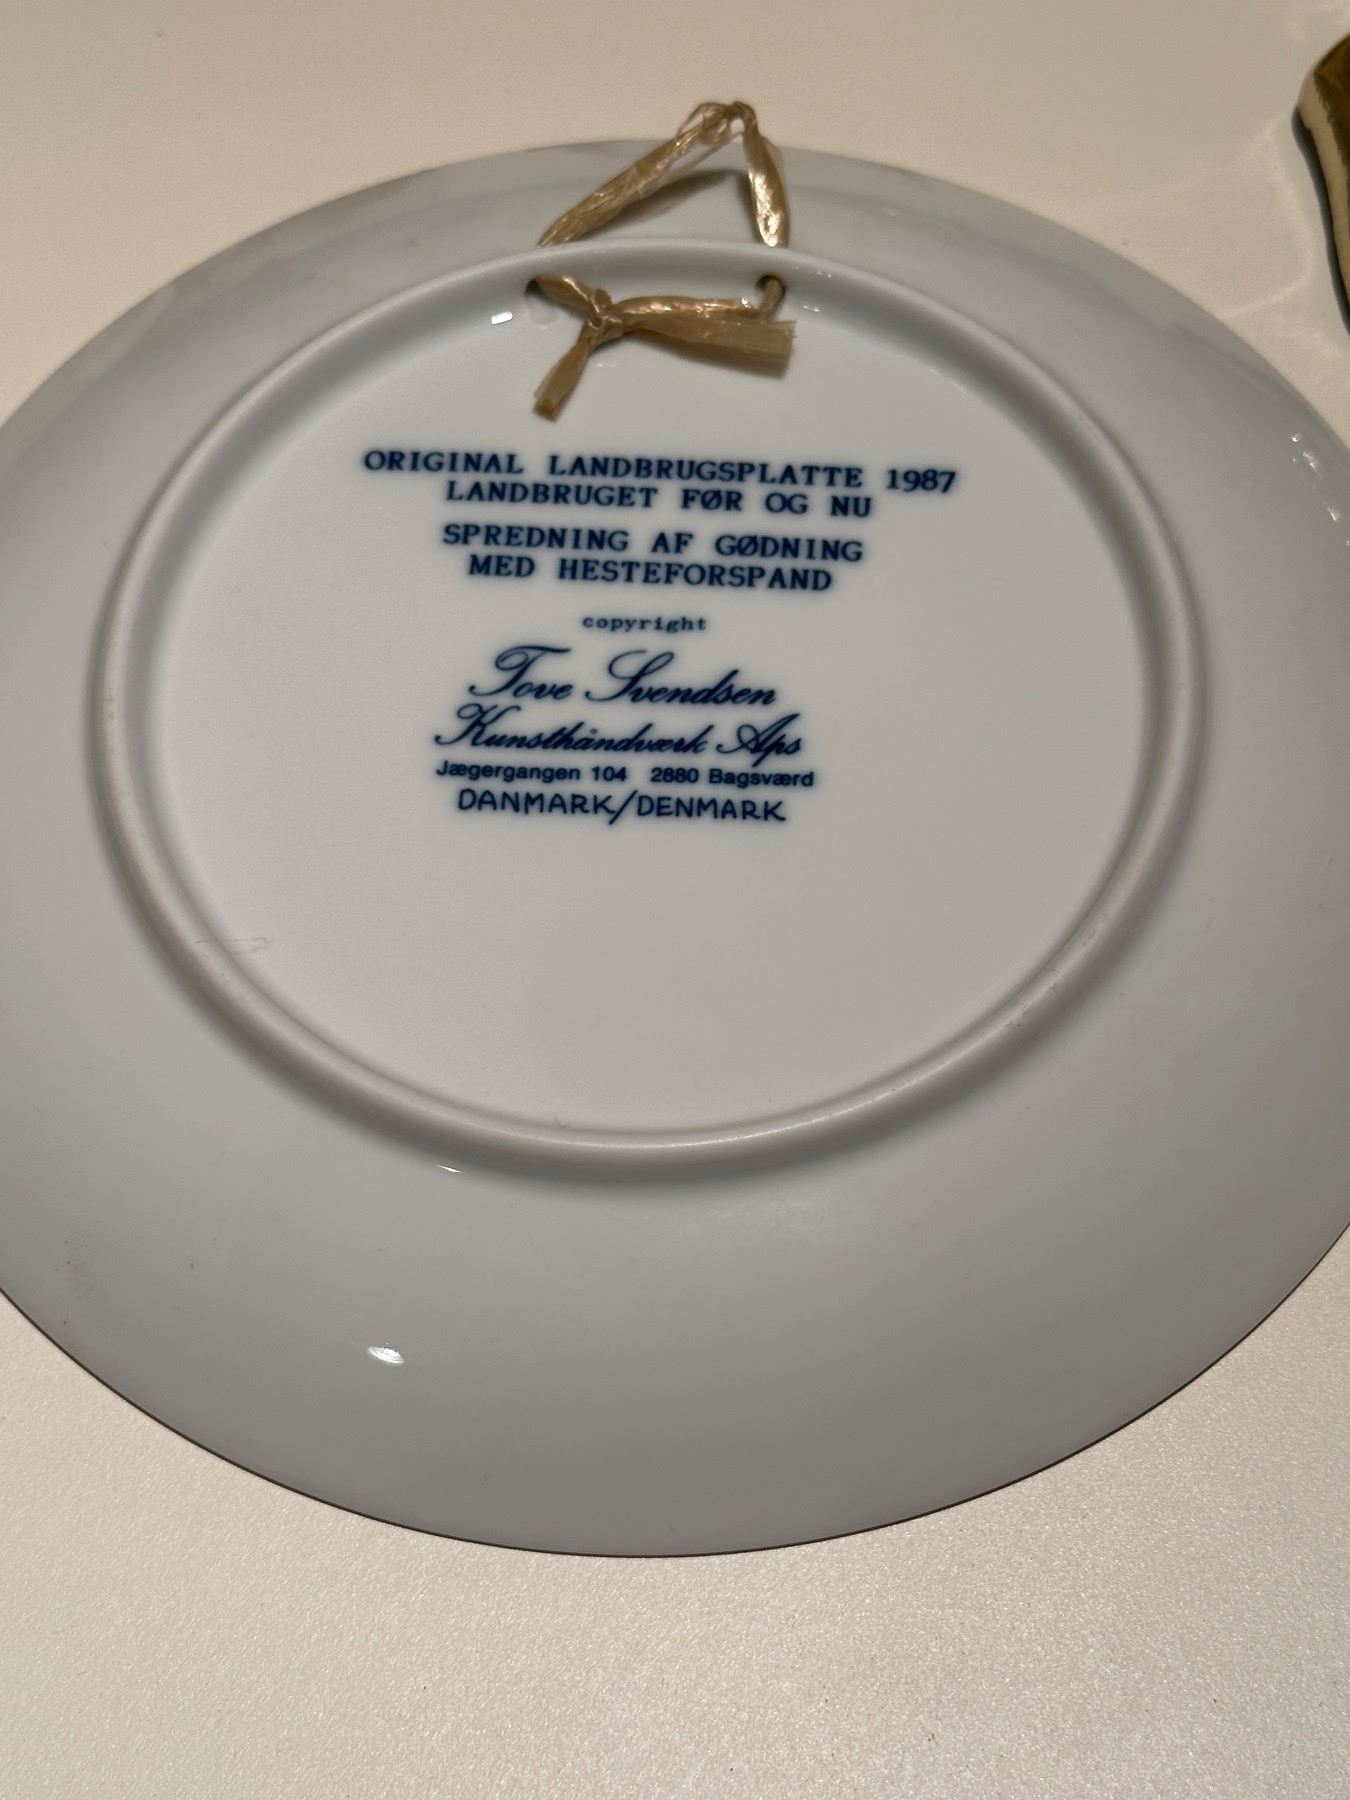 ORIGINAL LANDBRUGSPLATTE 1987
LANDBRUGET FØR OG NU
SPREDNING AF GØDNING
MED HESTEFORSPAND
copyright
Tove Svendsen
Kunsthåndværk Aps
Jægergangen 104 2880 Bagsværd
DANMARK/DENMARK